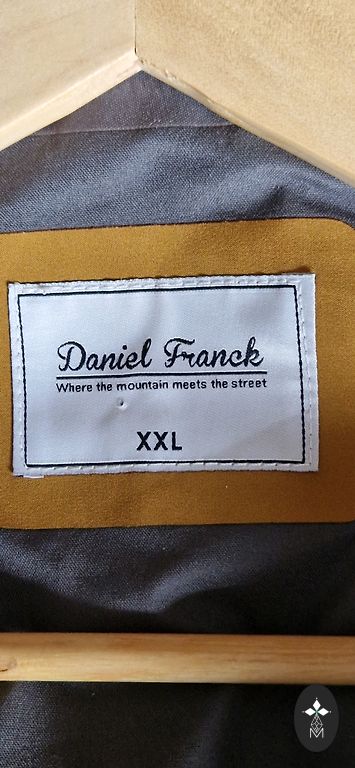 Daniel Franck
Where the mountain meets the street
XXL
M